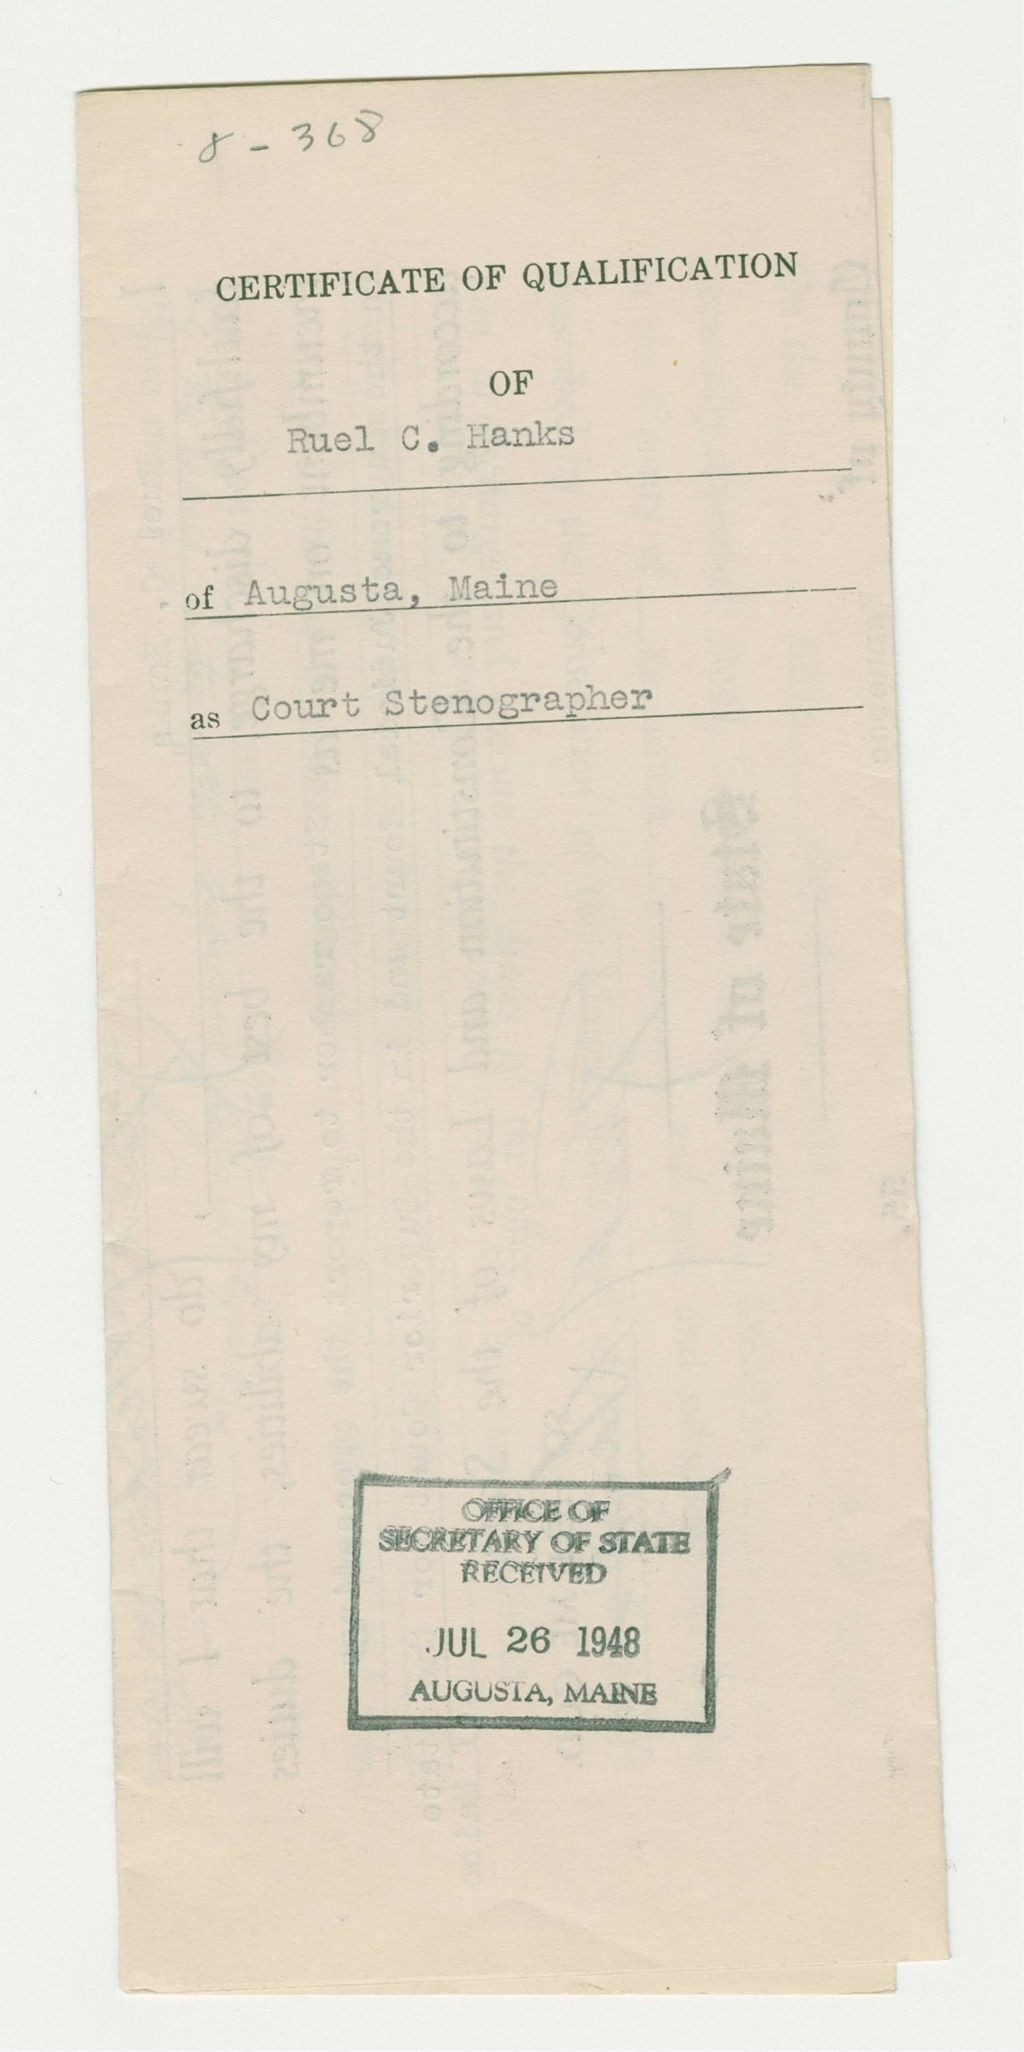 8 - 368
CERTIFICATE OF QUALIFICATION
OF
Ruel C. Hanks
of Augusta, Maine
as Court Stenographer
OFFICE OF
SECRETARY OF STATE
RECEIVED
JUL 26 1948
AUGUSTA, MAINE